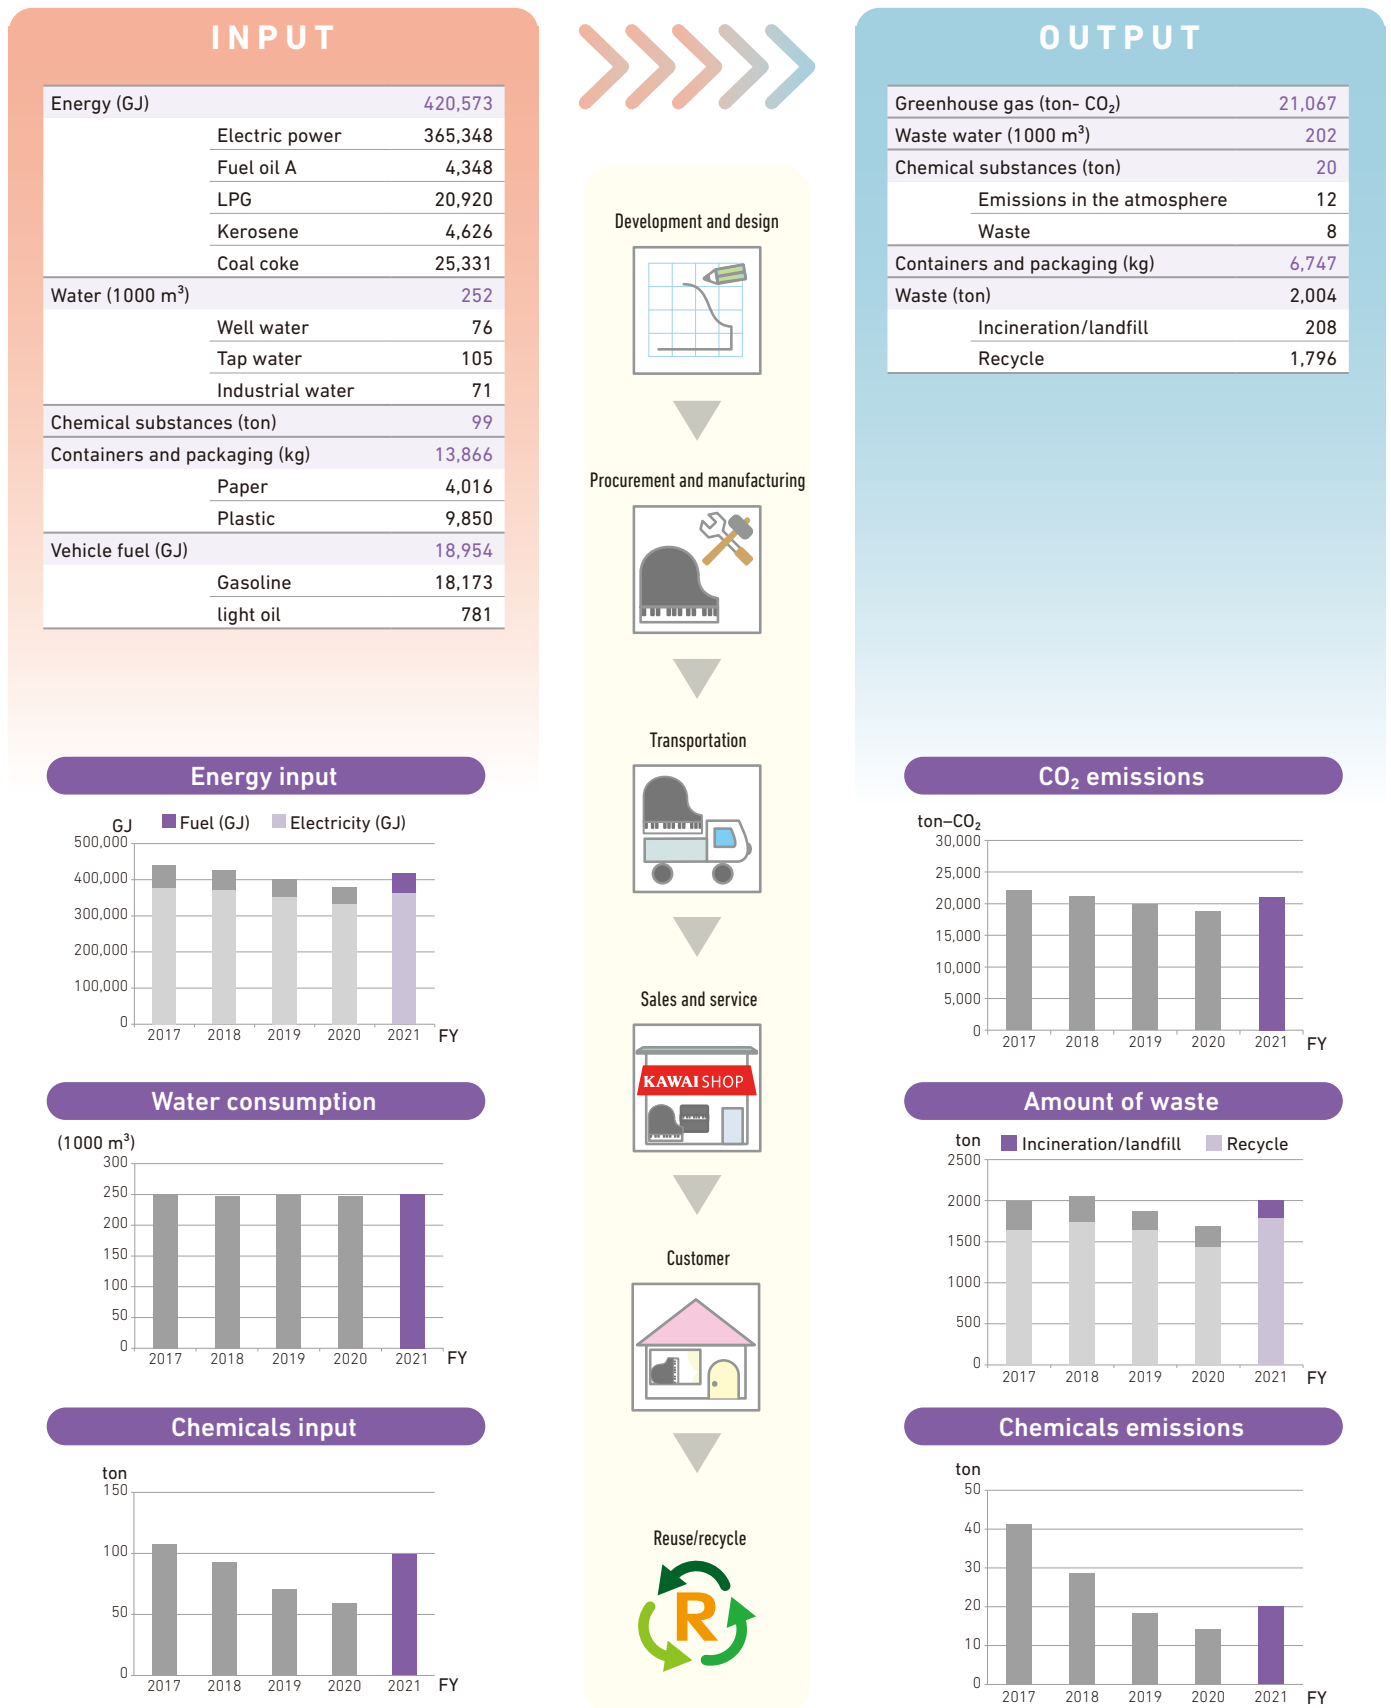 INPUT
Energy (GJ) 420,573
Electric power 365,348
Fuel oil A 4,348
LPG 20,920
Kerosene 4,626
Coal coke 25,331
Water (1000 m³) 252
Well water 76
Tap water 105
Industrial water 71
Chemical substances (ton) 99
Containers and packaging (kg) 13,866
Paper 4,016
Plastic 9,850
Vehicle fuel (GJ) 18,954
Gasoline 18,173
light oil 781
Energy input
GJ
Fuel (GJ) Electricity (GJ)
500,000
400,000
300,000
200,000
100,000
0
2017 2018 2019 2020 2021 FY
Water consumption
(1000 m³)
300
250
200
150
100
50
0
2017 2018 2019 2020 2021 FY
Chemicals input
ton
150
100
50
0
2017 2018 2019 2020 2021 FY
Development and design
Procurement and manufacturing
Transportation
Sales and service
KAWAI SHOP
Customer
Reuse/recycle
R
OUTPUT
Greenhouse gas (ton- CO₂) 21,067
Waste water (1000 m³) 202
Chemical substances (ton) 20
Emissions in the atmosphere 12
Waste 8
Containers and packaging (kg) 6,747
Waste (ton) 2,004
Incineration/landfill 208
Recycle 1,796
CO₂ emissions
ton–CO₂
30,000
25,000
20,000
15,000
10,000
5,000
0
2017 2018 2019 2020 2021 FY
Amount of waste
ton
Incineration/landfill Recycle
2500
2000
1500
1000
500
0
2017 2018 2019 2020 2021 FY
Chemicals emissions
ton
50
40
30
20
10
0
2017 2018 2019 2020 2021 FY